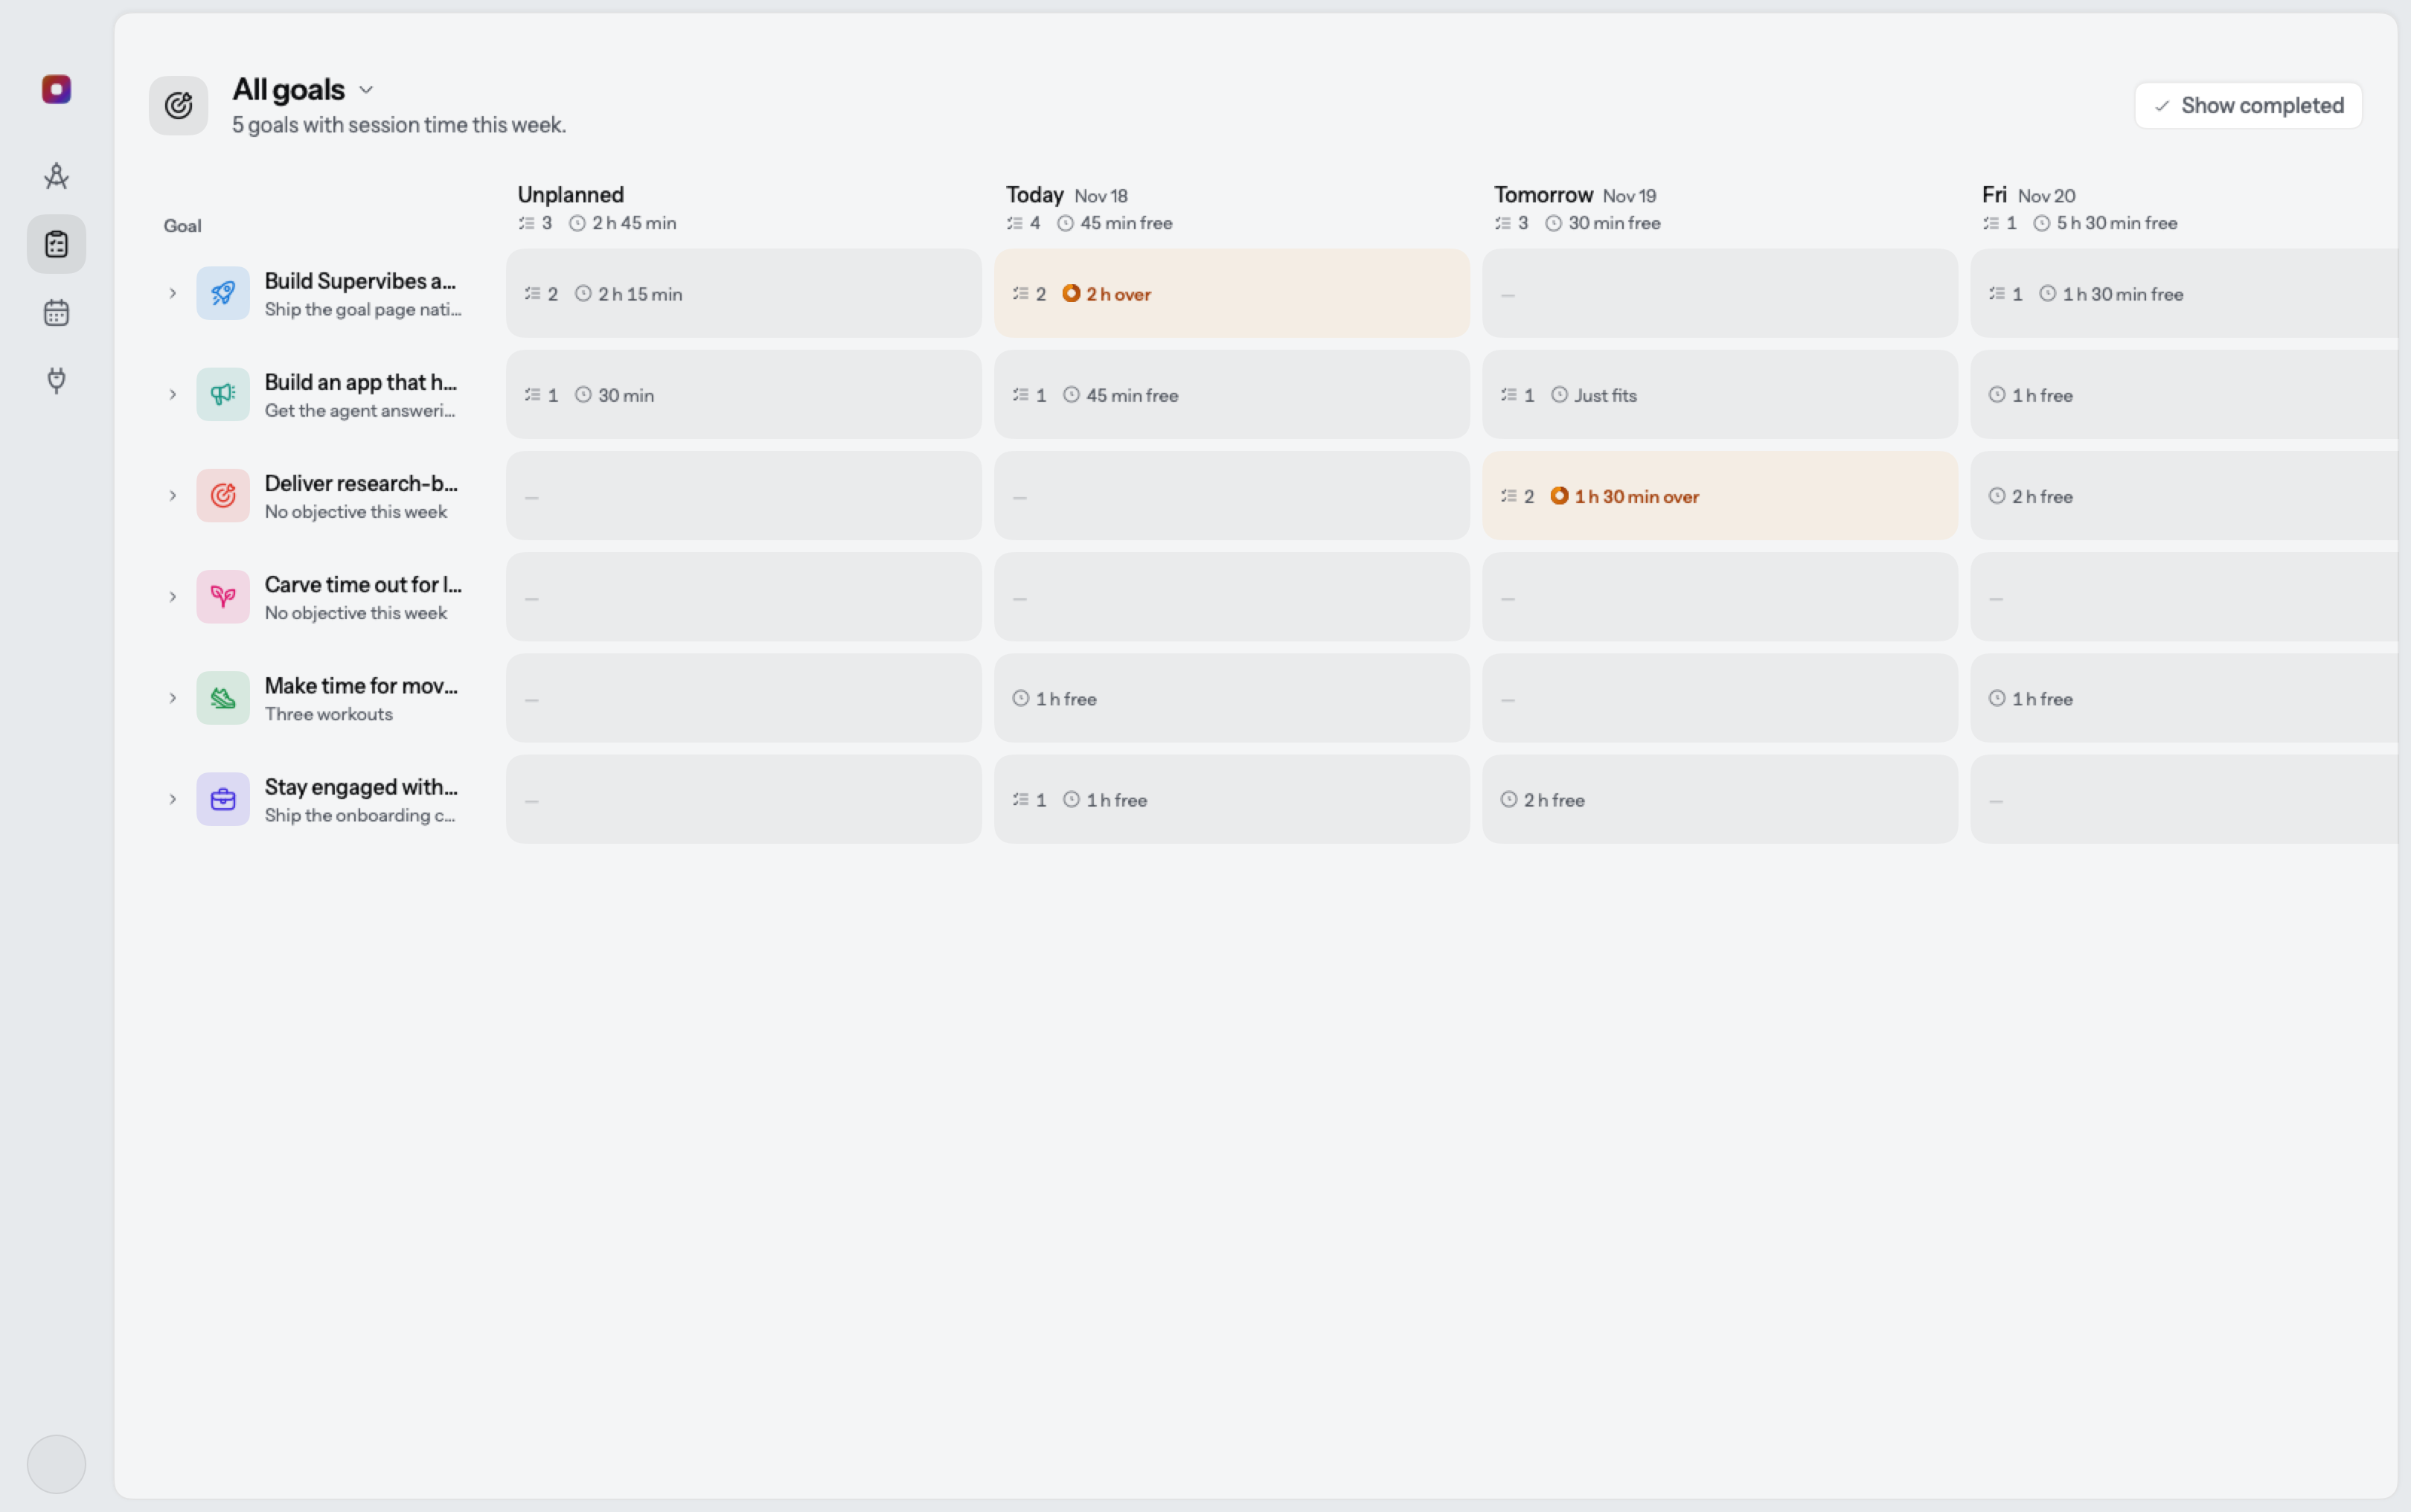 All goals
5 goals with session time this week.
Show completed
Goal
Unplanned
3 2 h 45 min
Today Nov 18
4 45 min free
Tomorrow Nov 19
3 30 min free
Fri Nov 20
1 5 h 30 min free
Build Supervibes a...
Ship the goal page nati...
2 2 h 15 min
2 2 h over
–
1 1 h 30 min free
Build an app that h...
Get the agent answeri...
1 30 min
1 45 min free
1 Just fits
1 h free
Deliver research-b...
No objective this week
–
–
2 1 h 30 min over
2 h free
Carve time out for l...
No objective this week
–
–
–
–
Make time for mov...
Three workouts
–
1 h free
–
1 h free
Stay engaged with...
Ship the onboarding c...
–
1 1 h free
2 h free
–